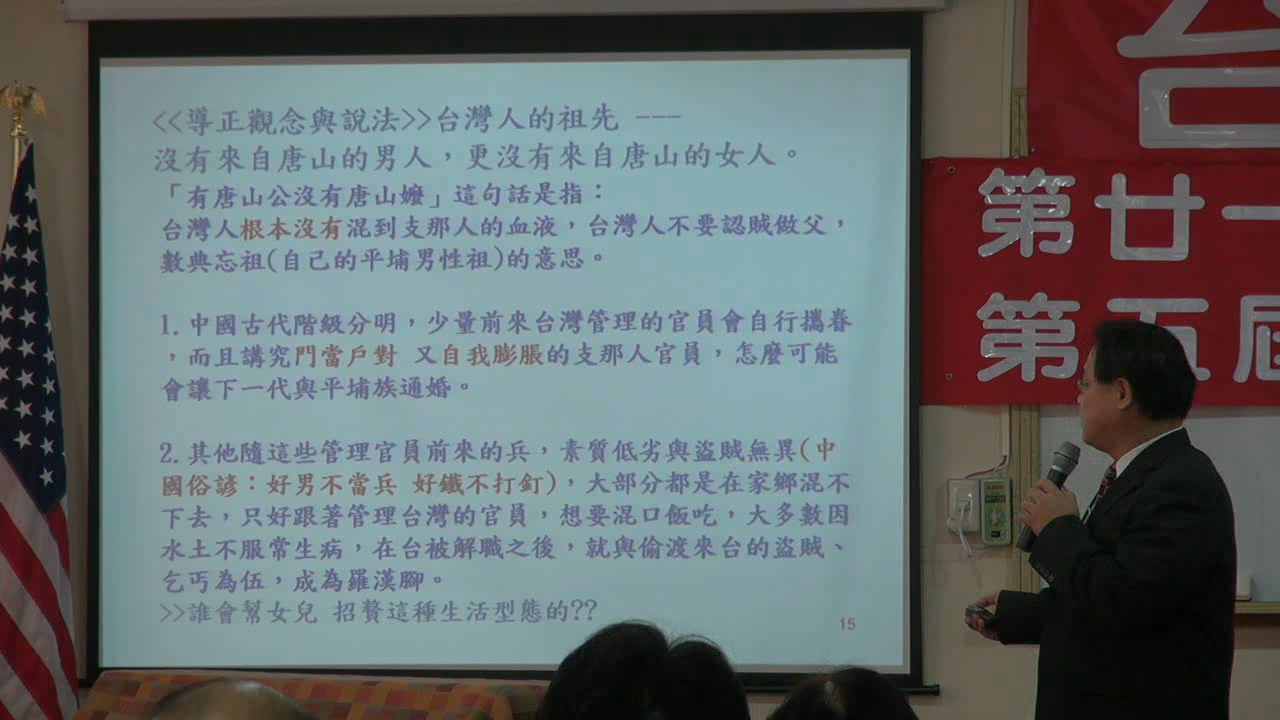 <<導正觀念與說法>>台灣人的祖先 ---
沒有來自唐山的男人，更沒有來自唐山的女人。
「有唐山公沒有唐山嬤」這句話是指：
台灣人根本沒有混到支那人的血液，台灣人不要認賊做父，
數典忘祖(自己的平埔男性祖)的意思。
1. 中國古代階級分明，少量前來台灣管理的官員會自行攜眷
，而且講究門當戶對 又自我膨脹的支那人官員，怎麼可能
會讓下一代與平埔族通婚。
2. 其他隨這些管理官員前來的兵，素質低劣與盜賊無異(中
國俗諺：好男不當兵 好鐵不打釘)，大部分都是在家鄉混不
下去，只好跟著管理台灣的官員，想要混口飯吃，大多數因
水土不服常生病，在台被解職之後，就與偷渡來台的盜賊、
乞丐為伍，成為羅漢腳。
>>誰會幫女兒 招贅這種生活型態的??
15
台
第廿一
第五屆